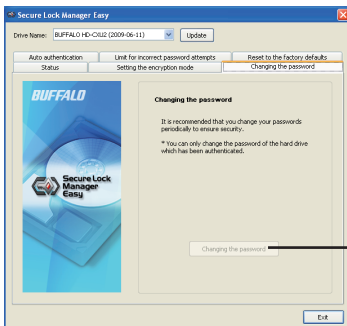 Secure Lock Manager Easy
Drive Name: BUFFALO HD-CXU2 (2009-06-11) Update
Auto authentication Limit for incorrect password attempts Reset to the factory defaults
Status Setting the encryption mode Changing the password
BUFFALO
Secure Lock
Manager
Easy
Changing the password
It is recommended that you change your passwords
periodically to ensure security.
* You can only change the password of the hard drive
which has been authenticated.
Changing the password
Exit